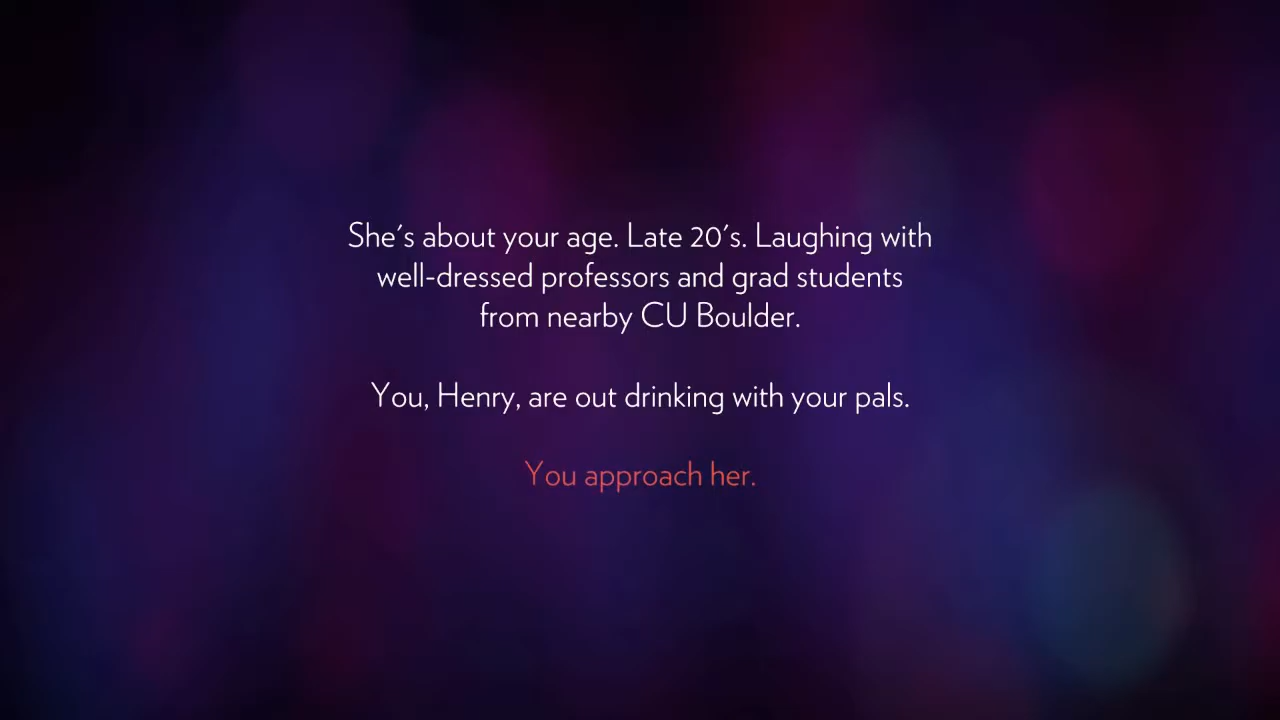 She's about your age. Late 20's. Laughing with
well-dressed professors and grad students
from nearby CU Boulder.
You, Henry, are out drinking with your pals.
You approach her.